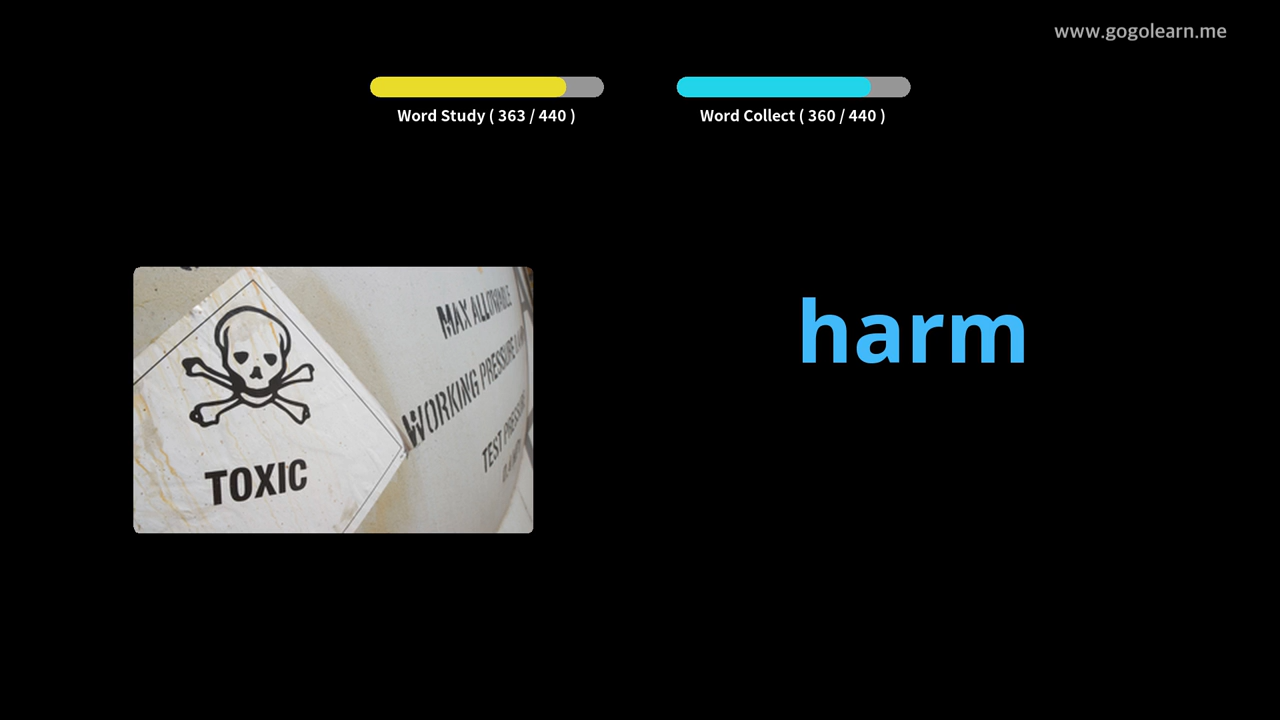 www.gogolearn.me
Word Study ( 363 / 440 )
Word Collect ( 360 / 440 )
harm
TOXIC
MAX ALLOWABLE
WORKING PRESSURE
TEST PRESSURE